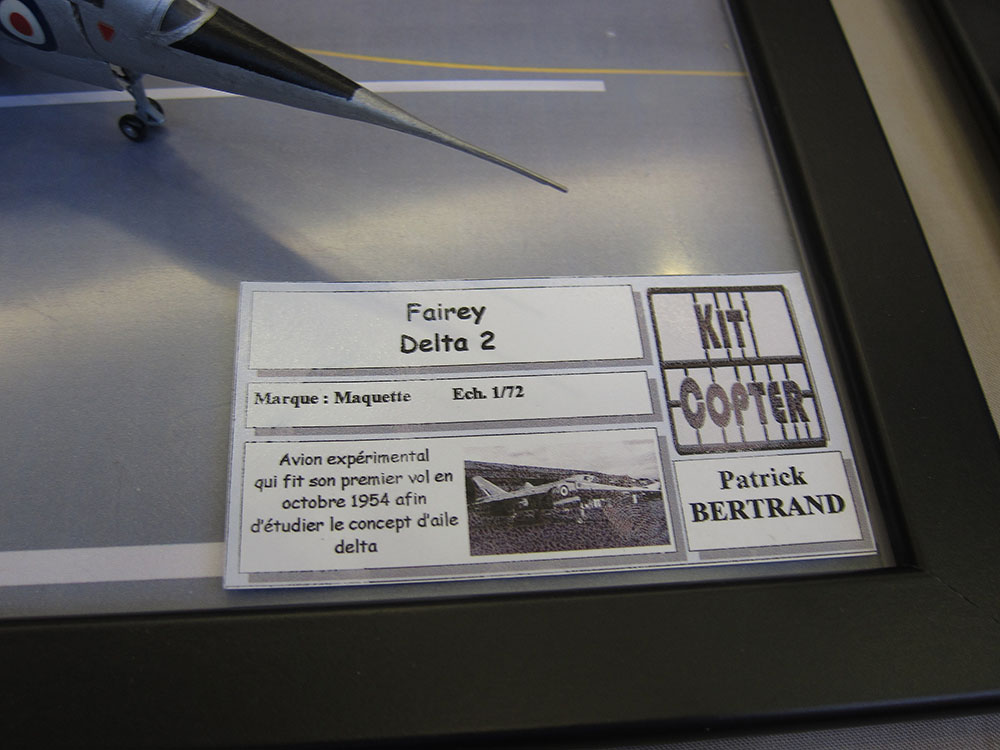 Fairey
Delta 2
Marque : Maquette Ech. 1/72
Avion expérimental
qui fit son premier vol en
octobre 1954 afin
d'étudier le concept d'aile
delta
KIT
COPTER
Patrick
BERTRAND